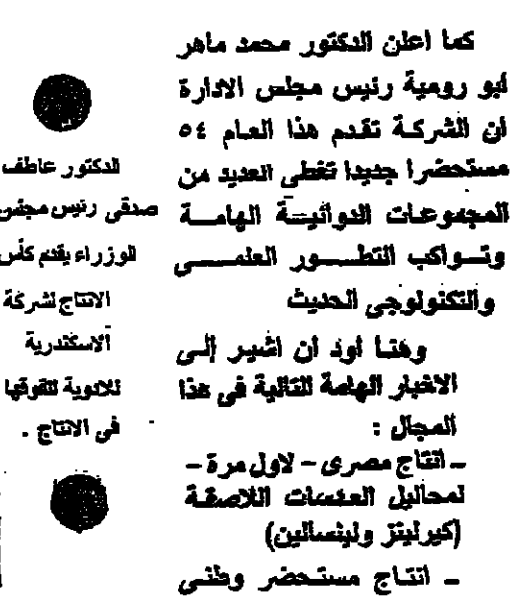 كما اعلن الدكتور محمد ماهر
ابو رومية رئيس مجلس الادارة
ان الشركة تقدم هذا العام ٥٤
مستحضرا جديدا تغطى العديد من
المجموعات الدوائية الهامة
وتواكب التطور العلمى
والتكنولوجى الحديث
وهنا اود ان اشير إلى
الاخبار الهامة التالية فى هذا
المجال :
ـ انتاج مصرى - لاول مرة -
لمحاليل العدسات اللاصقة
(كيرليتز ولينسالين)
ـ انتاج مستحضر وطنى
الدكتور عاطف
صدقى رئيس مجلس
الوزراء يقدم كأس
الانتاج لشركة
الاسكندرية
للادوية لتفوقها
فى الانتاج .